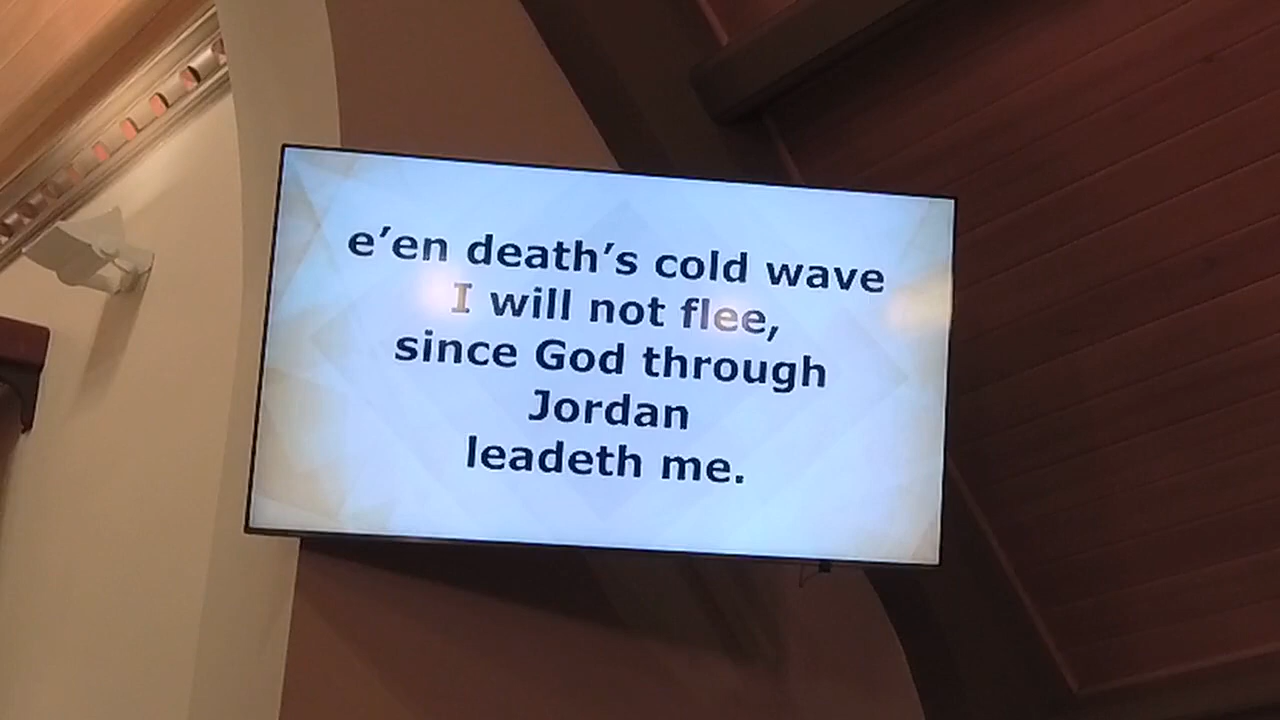 e’en death’s cold wave
I will not flee,
since God through
Jordan
leadeth me.